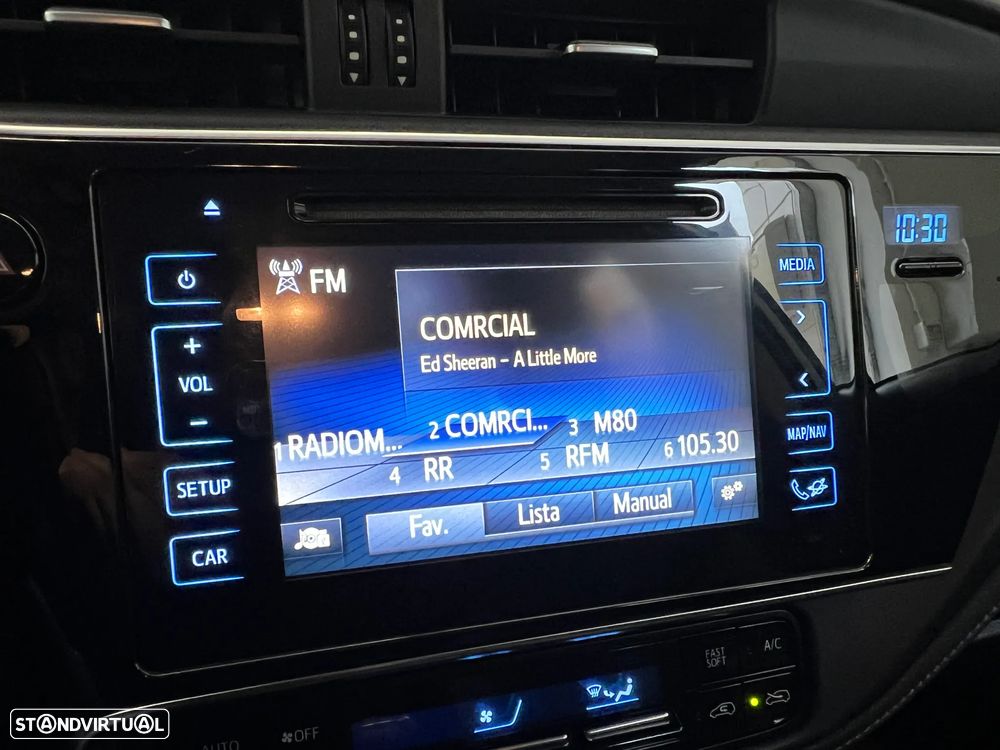 10:30
FM
MEDIA
COMRCIAL
Ed Sheeran - A Little More
+
VOL
-
1 RADIOM... 2 COMRCI... 3 M80
4 RR 5 RFM 6 105.30
MAP/NAV
SETUP
Fav. Lista Manual
CAR
FAST
SOFT
A/C
AUTO
OFF
STANDVIRTUAL